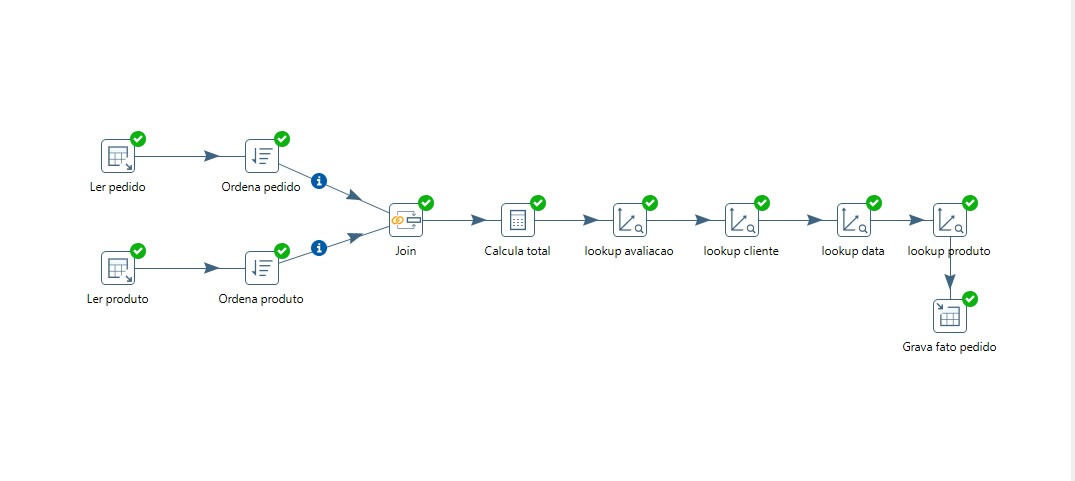 Ler pedido
Ordena pedido
Join
Calcula total
lookup avaliacao
lookup cliente
lookup data
lookup produto
Ler produto
Ordena produto
Grava fato pedido